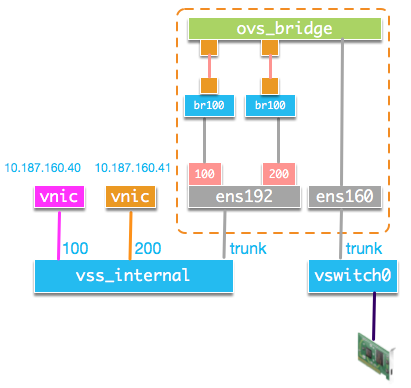 ovs_bridge
br100 br100
10.187.160.40 10.187.160.41
100 200
vnic vnic ens192 ens160
100 200 trunk trunk
vss_internal vswitch0